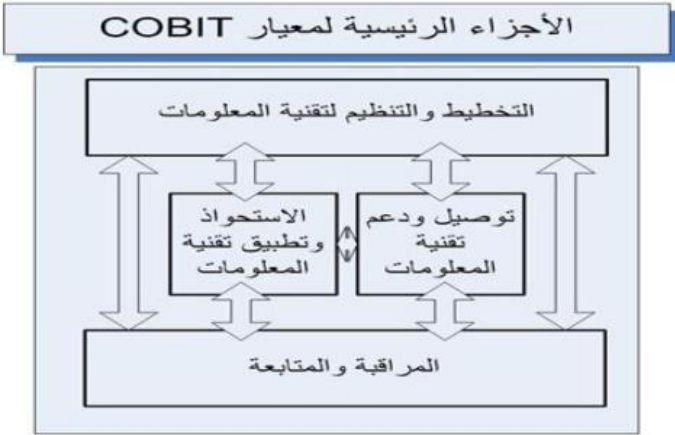 الأجزاء الرئيسية لمعيار COBIT
التخطيط والتنظيم لتقنية المعلومات
توصيل ودعم
تقنية
المعلومات
الاستحواذ
وتطبيق تقنية
المعلومات
المراقبة والمتابعة